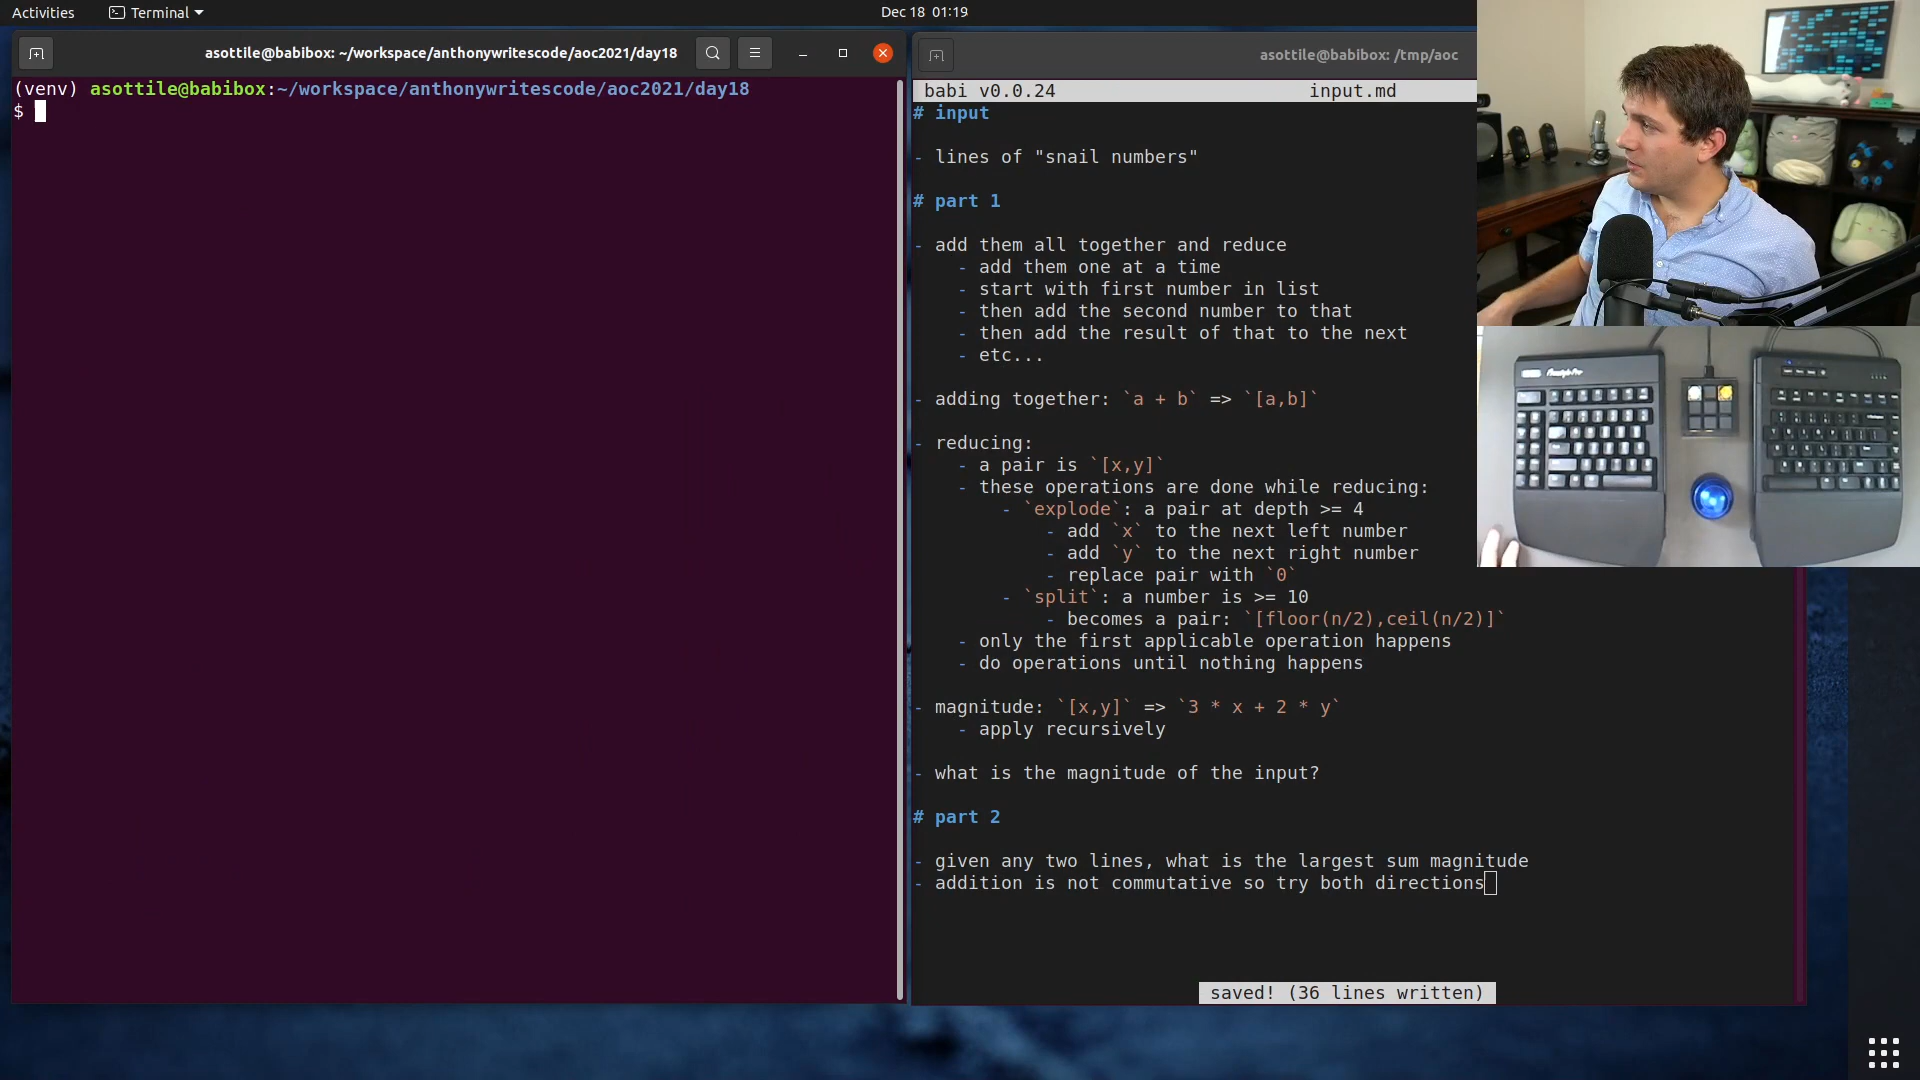 Activities
Terminal
Dec 18 01:19
asottile@babibox: ~/workspace/anthonywritescode/aoc2021/day18
(venv) asottile@babibox:~/workspace/anthonywritescode/aoc2021/day18
$
asottile@babibox: /tmp/aoc
babi v0.0.24 input.md
# input
- lines of "snail numbers"
# part 1
- add them all together and reduce
- add them one at a time
- start with first number in list
- then add the second number to that
- then add the result of that to the next
- etc...
- adding together: `a + b` => `[a,b]`
- reducing:
- a pair is `[x,y]`
- these operations are done while reducing:
- `explode`: a pair at depth >= 4
- add `x` to the next left number
- add `y` to the next right number
- replace pair with `0`
- `split`: a number is >= 10
- becomes a pair: `[floor(n/2),ceil(n/2)]`
- only the first applicable operation happens
- do operations until nothing happens
- magnitude: `[x,y]` => `3 * x + 2 * y`
- apply recursively
- what is the magnitude of the input?
# part 2
- given any two lines, what is the largest sum magnitude
- addition is not commutative so try both directions
saved! (36 lines written)
Freestyle Pro